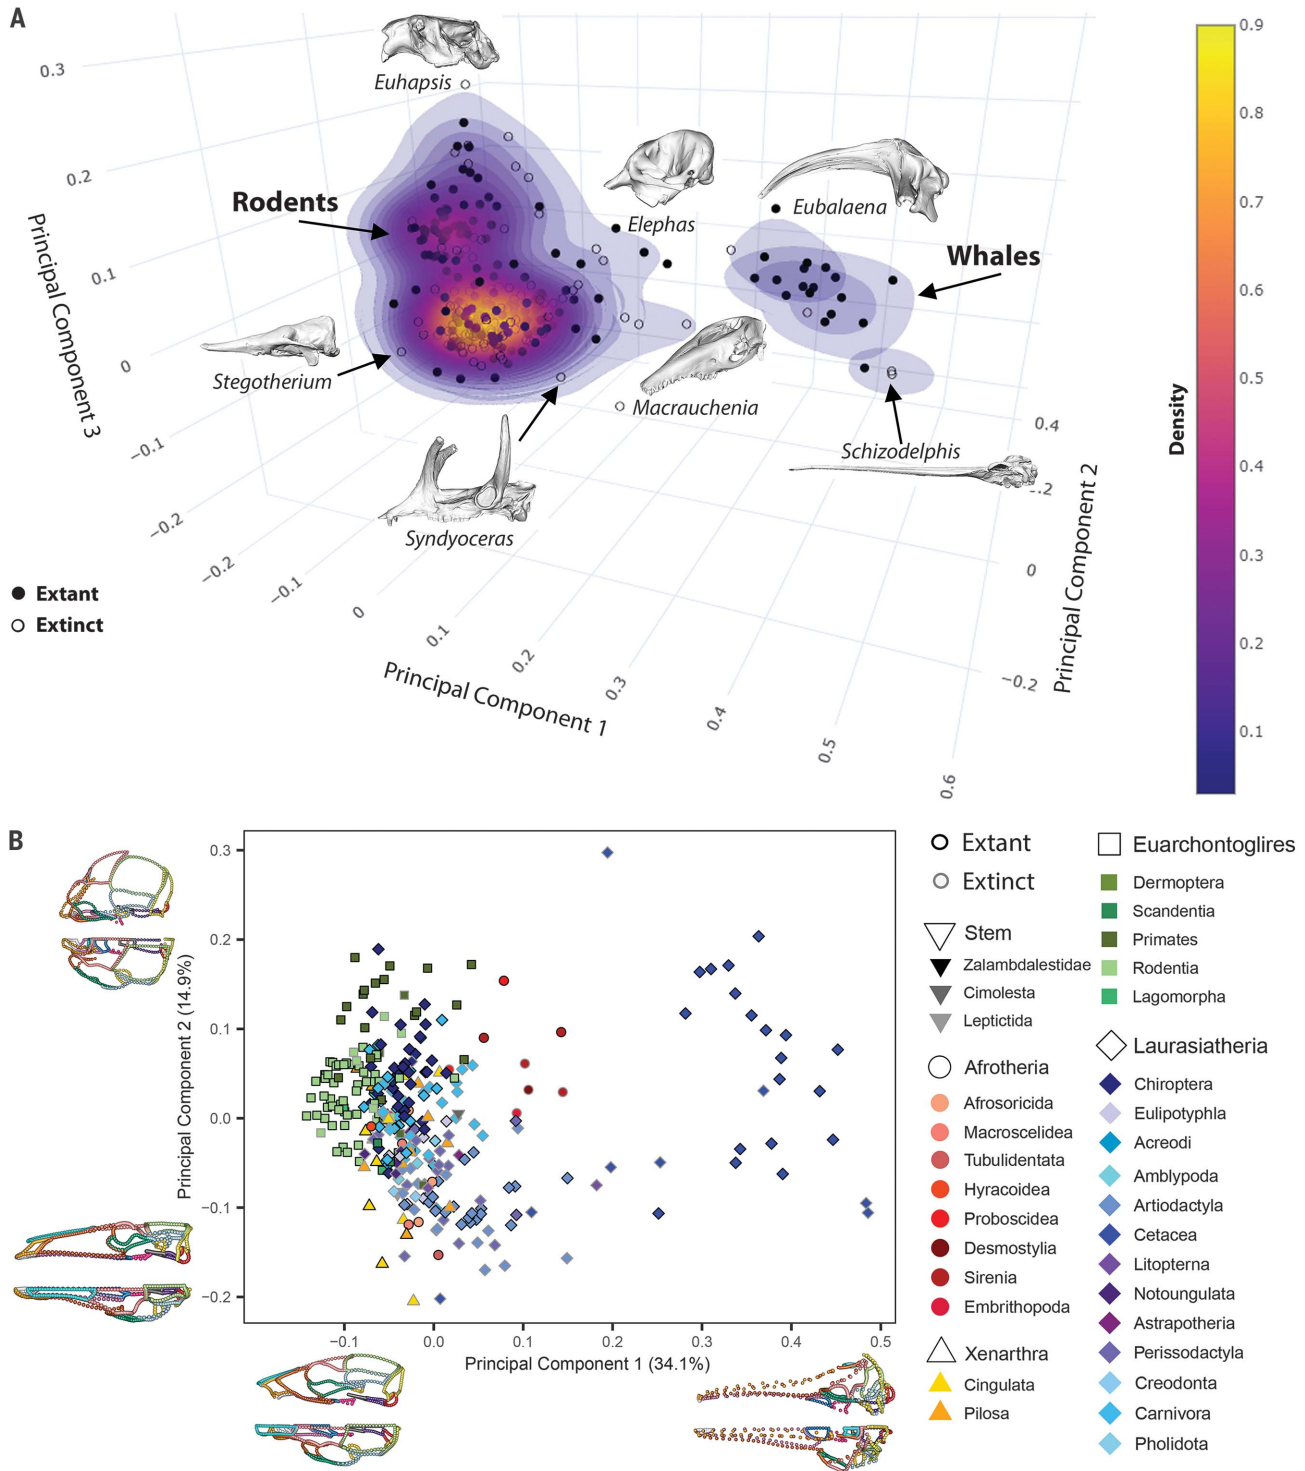 A
Euhapsis
Rodents
Elephas
Eubalaena
Whales
Stegotherium
Macrauchenia
Schizodelphis
Syndyoceras
Extant
Extinct
Principal Component 3
0.3
0.2
0.1
0
−0.1
−0.2
Principal Component 1
−0.2
−0.1
0
0.1
0.2
0.3
0.4
0.5
0.6
Principal Component 2
0.4
-.2
0
−0.2
Density
0.9
0.8
0.7
0.6
0.5
0.4
0.3
0.2
0.1
B
Principal Component 2 (14.9%)
0.3
0.2
0.1
0.0
−0.1
−0.2
−0.1
0.0
0.1
0.2
0.3
0.4
0.5
Principal Component 1 (34.1%)
Extant
Extinct
Stem
Zalambdalestidae
Cimolesta
Leptictida
Afrotheria
Afrosoricida
Macroscelidea
Tubulidentata
Hyracoidea
Proboscidea
Desmostylia
Sirenia
Embrithopoda
Xenarthra
Cingulata
Pilosa
Euarchontoglires
Dermoptera
Scandentia
Primates
Rodentia
Lagomorpha
Laurasiatheria
Chiroptera
Eulipotyphla
Acreodi
Amblypoda
Artiodactyla
Cetacea
Litopterna
Notoungulata
Astrapotheria
Perissodactyla
Creodonta
Carnivora
Pholidota